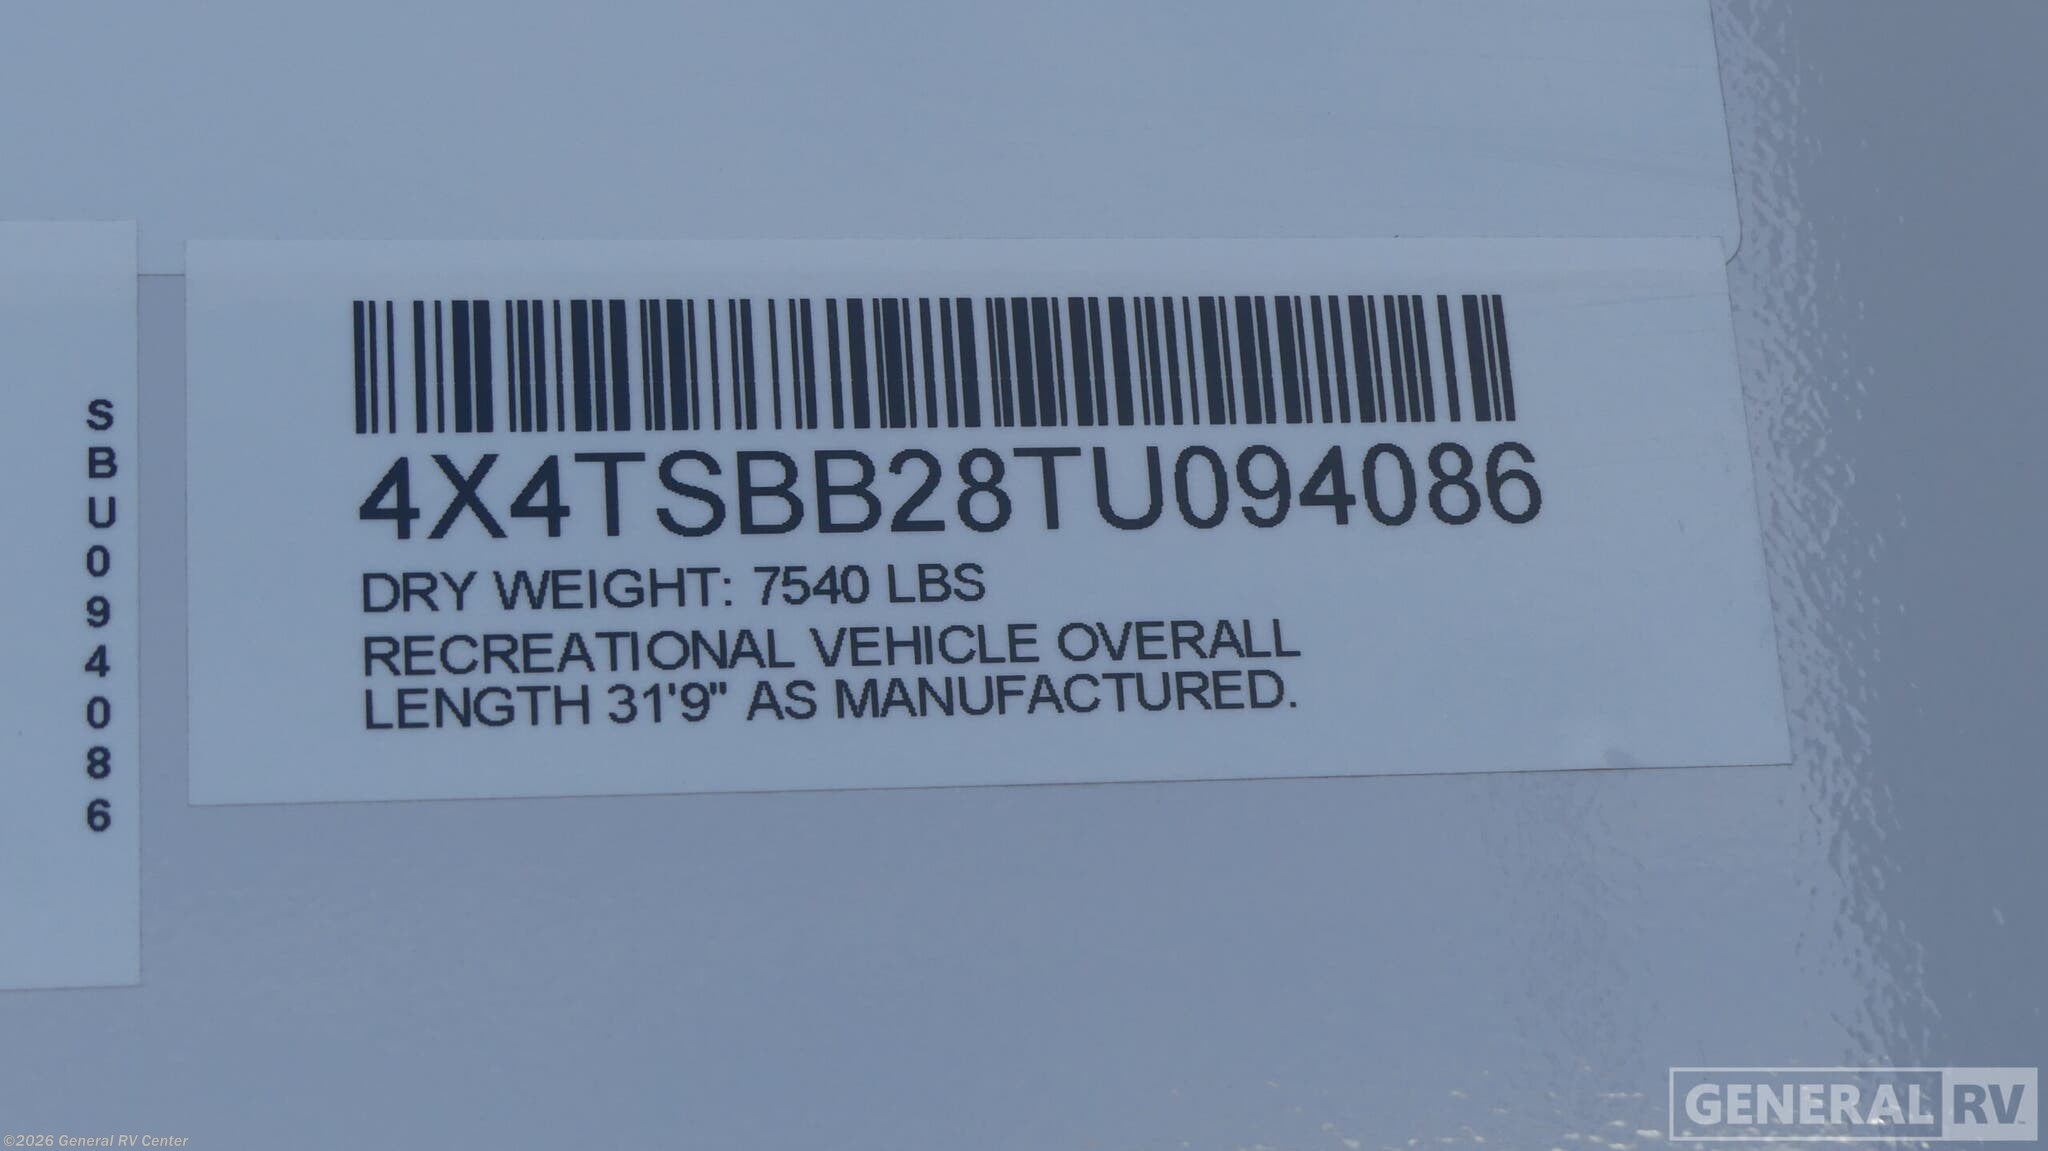 SBU094086
4X4TSBB28TU094086
DRY WEIGHT: 7540 LBS
RECREATIONAL VEHICLE OVERALL
LENGTH 31'9" AS MANUFACTURED.
GENERAL RV
©2026 General RV Center